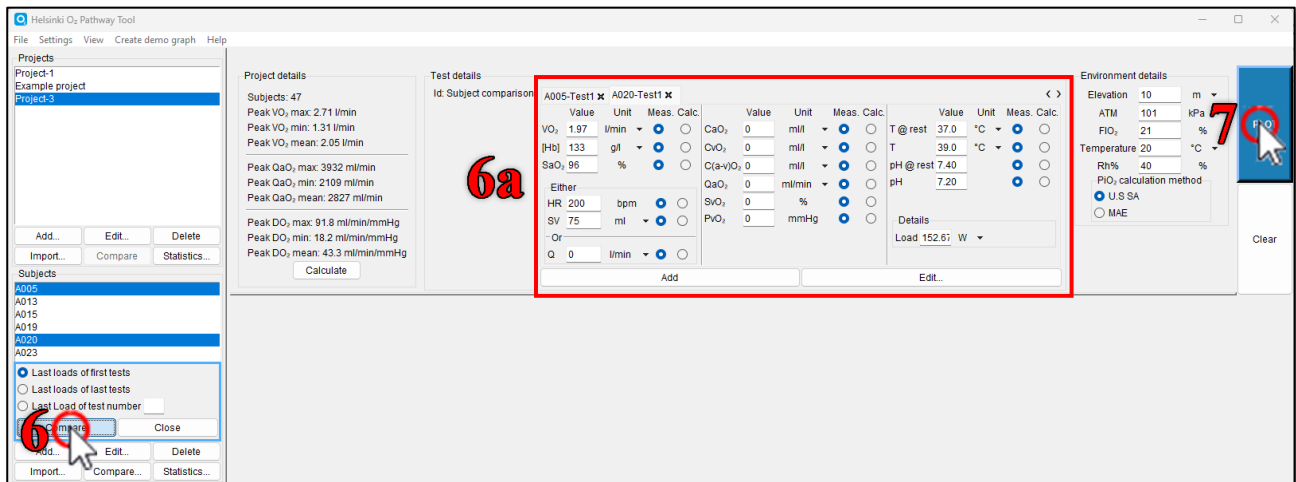 Helsinki O₂ Pathway Tool
File Settings View Create demo graph Help
Projects
Project-1
Example project
Project-3
Add... Edit... Delete
Import... Compare Statistics...
Subjects
A005
A013
A015
A019
A020
A023
Last loads of first tests
Last loads of last tests
Last Load of test number
6
Compare Close
Add... Edit... Delete
Import... Compare... Statistics...
Project details
Subjects: 47
Peak VO₂ max: 2.71 l/min
Peak VO₂ min: 1.31 l/min
Peak VO₂ mean: 2.05 l/min
Peak QaO₂ max: 3932 ml/min
Peak QaO₂ min: 2109 ml/min
Peak QaO₂ mean: 2827 ml/min
Peak DO₂ max: 91.8 ml/min/mmHg
Peak DO₂ min: 18.2 ml/min/mmHg
Peak DO₂ mean: 43.3 ml/min/mmHg
Calculate
Test details
Id: Subject comparison
6a
A005-Test1 × A020-Test1 × < >
Value Unit Meas. Calc.
VO₂ 1.97 l/min
[Hb] 133 g/l
SaO₂ 96 %
Either
HR 200 bpm
SV 75 ml
Or
Q 0 l/min
Value Unit Meas. Calc.
CaO₂ 0 ml/l
CvO₂ 0 ml/l
C(a-v)O₂ 0 ml/l
QaO₂ 0 ml/min
SvO₂ 0 %
PvO₂ 0 mmHg
Value Unit Meas. Calc.
T @ rest 37.0 °C
T 39.0 °C
pH @ rest 7.40
pH 7.20
Details
Load 152.67 W
Add Edit...
Environment details
Elevation 10 m
ATM 101 kPa
FiO₂ 21 %
Temperature 20 °C
Rh% 40 %
PiO₂ calculation method
U.S SA
MAE
7
Clear